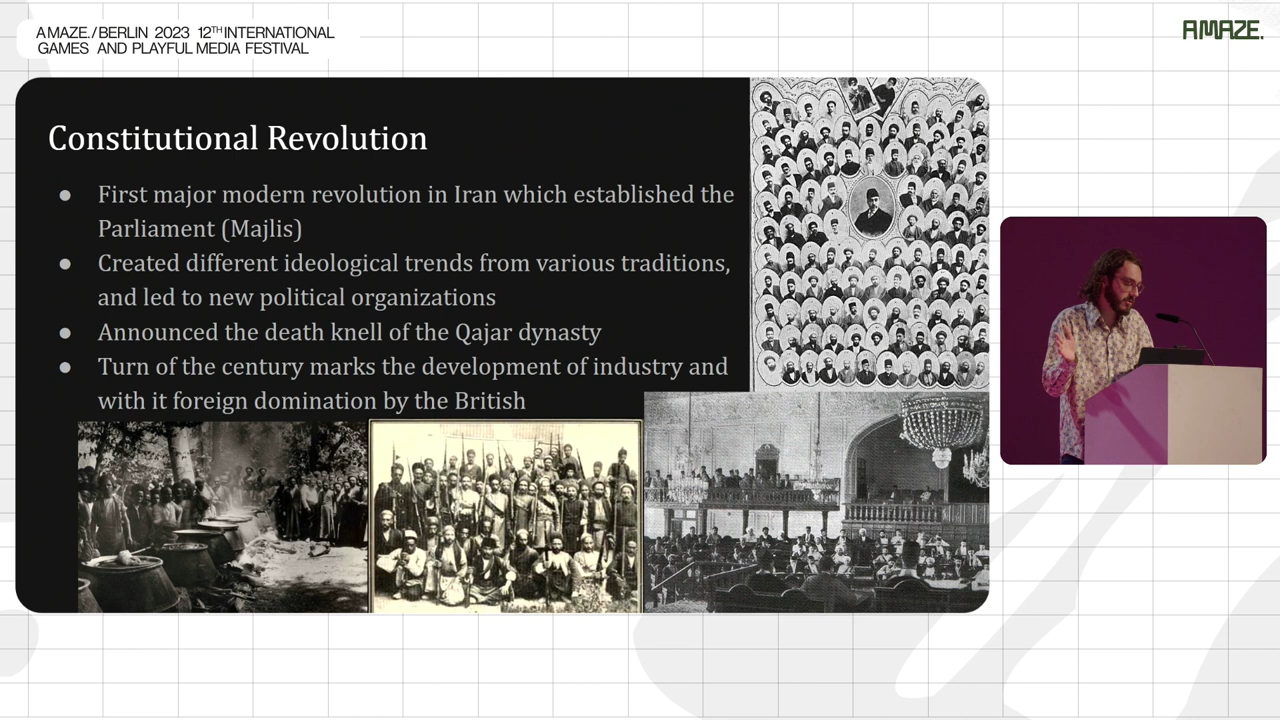 AMAZE./BERLIN 2023 12TH INTERNATIONAL
GAMES AND PLAYFUL MEDIA FESTIVAL
AMAZE.
Constitutional Revolution
● First major modern revolution in Iran which established the
Parliament (Majlis)
● Created different ideological trends from various traditions,
and led to new political organizations
● Announced the death knell of the Qajar dynasty
● Turn of the century marks the development of industry and
with it foreign domination by the British